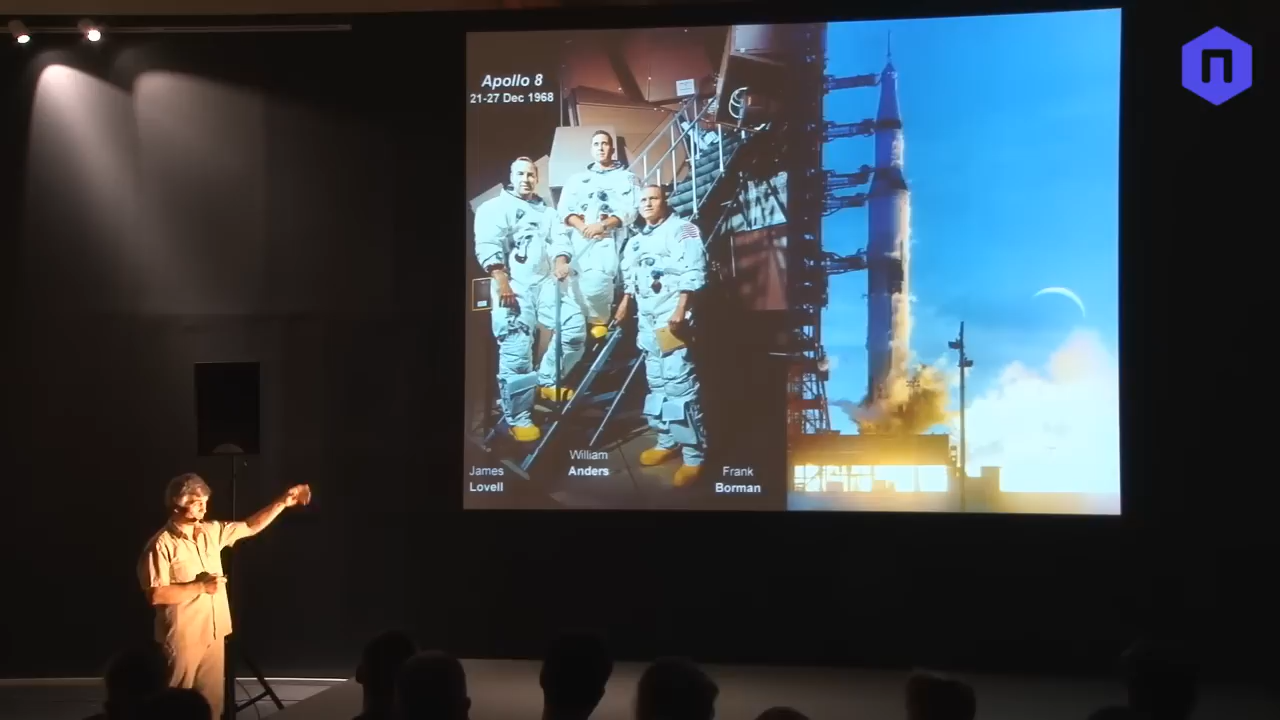 Apollo 8
21-27 Dec 1968
James
Lovell
William
Anders
Frank
Borman